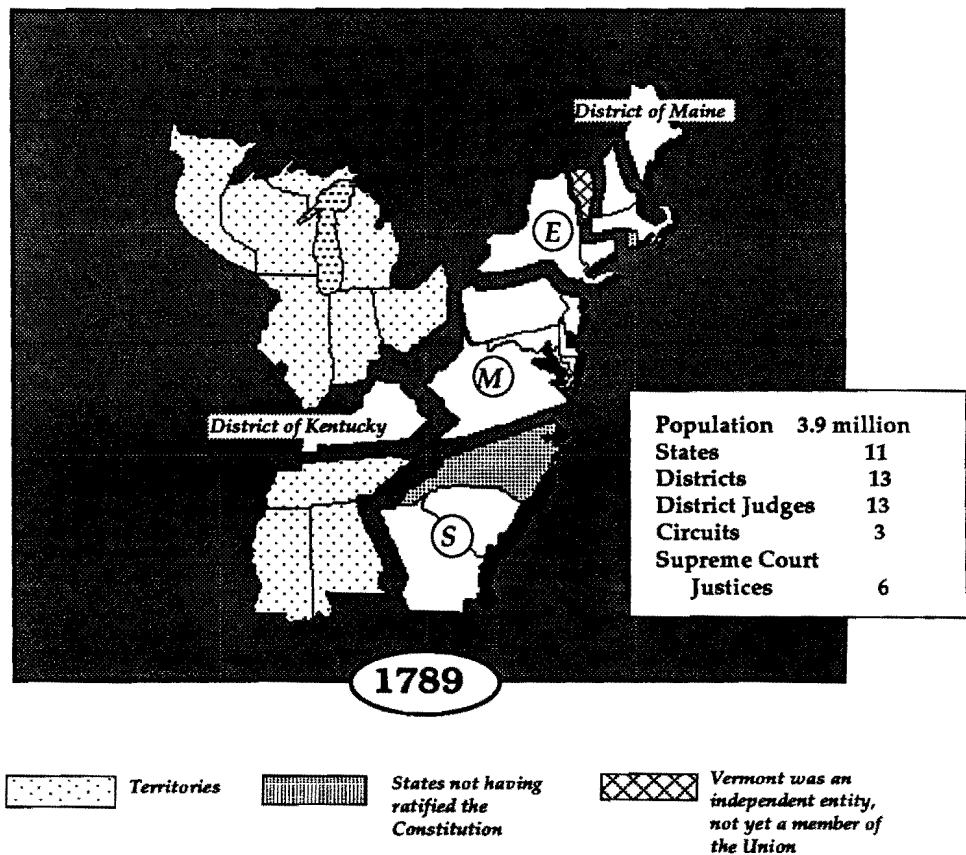 District of Maine
E
M
District of Kentucky
S
Population 3.9 million
States 11
Districts 13
District Judges 13
Circuits 3
Supreme Court
Justices 6
1789
Territories
States not having
ratified the
Constitution
Vermont was an
independent entity,
not yet a member of
the Union